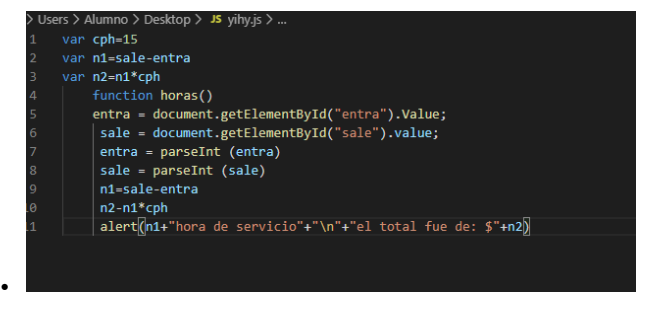 > Users > Alumno > Desktop > JS yihy.js > ...
1 var cph=15
2 var n1=sale-entra
3 var n2=n1*cph
4 function horas()
5 entra = document.getElementById("entra").Value;
6 sale = document.getElementById("sale").value;
7 entra = parseInt (entra)
8 sale = parseInt (sale)
9 n1=sale-entra
10 n2-n1*cph
11 alert(n1+"hora de servicio"+"\n"+"el total fue de: $"+n2)